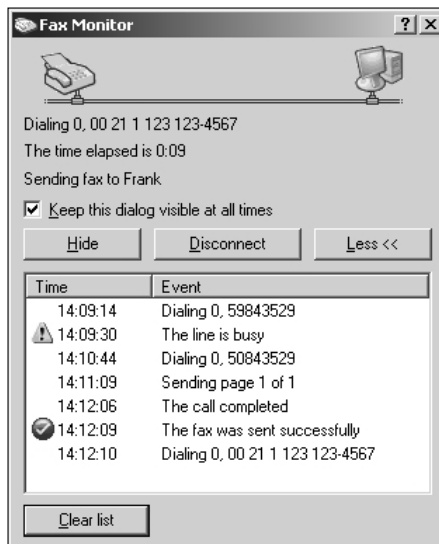 Fax Monitor
Dialing 0, 00 21 1 123 123-4567
The time elapsed is 0:09
Sending fax to Frank
Keep this dialog visible at all times
Hide Disconnect Less <<
Time Event
14:09:14 Dialing 0, 59843529
14:09:30 The line is busy
14:10:44 Dialing 0, 50843529
14:11:09 Sending page 1 of 1
14:12:06 The call completed
14:12:09 The fax was sent successfully
14:12:10 Dialing 0, 00 21 1 123 123-4567
Clear list